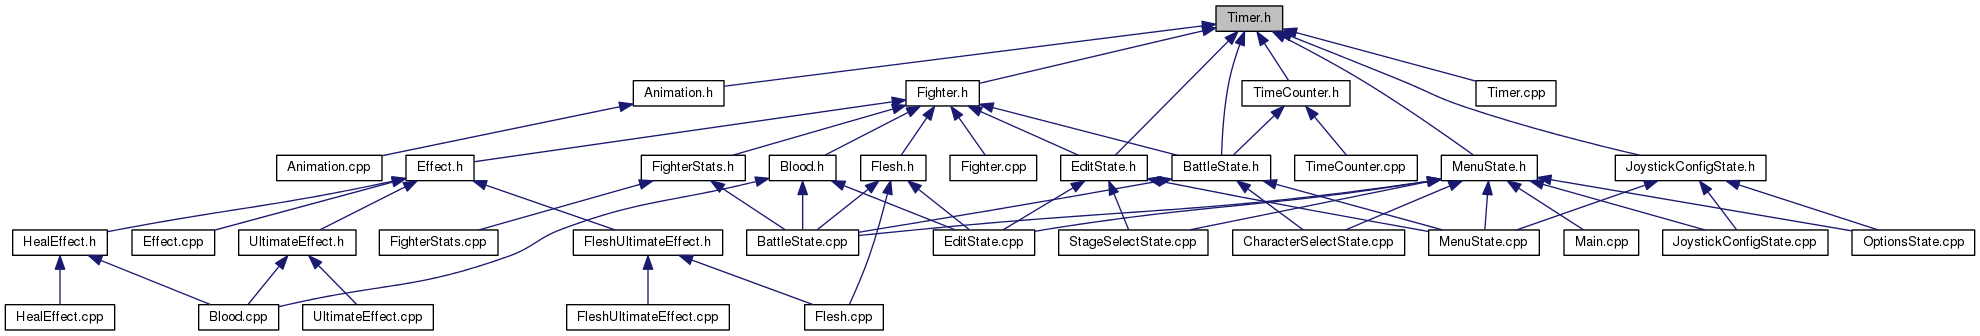 Timer.h
Animation.h
Fighter.h
TimeCounter.h
Timer.cpp
Animation.cpp
Effect.h
FighterStats.h
Blood.h
Flesh.h
Fighter.cpp
EditState.h
BattleState.h
TimeCounter.cpp
MenuState.h
JoystickConfigState.h
HealEffect.h
Effect.cpp
UltimateEffect.h
FighterStats.cpp
FleshUltimateEffect.h
BattleState.cpp
EditState.cpp
StageSelectState.cpp
CharacterSelectState.cpp
MenuState.cpp
Main.cpp
JoystickConfigState.cpp
OptionsState.cpp
HealEffect.cpp
Blood.cpp
UltimateEffect.cpp
FleshUltimateEffect.cpp
Flesh.cpp